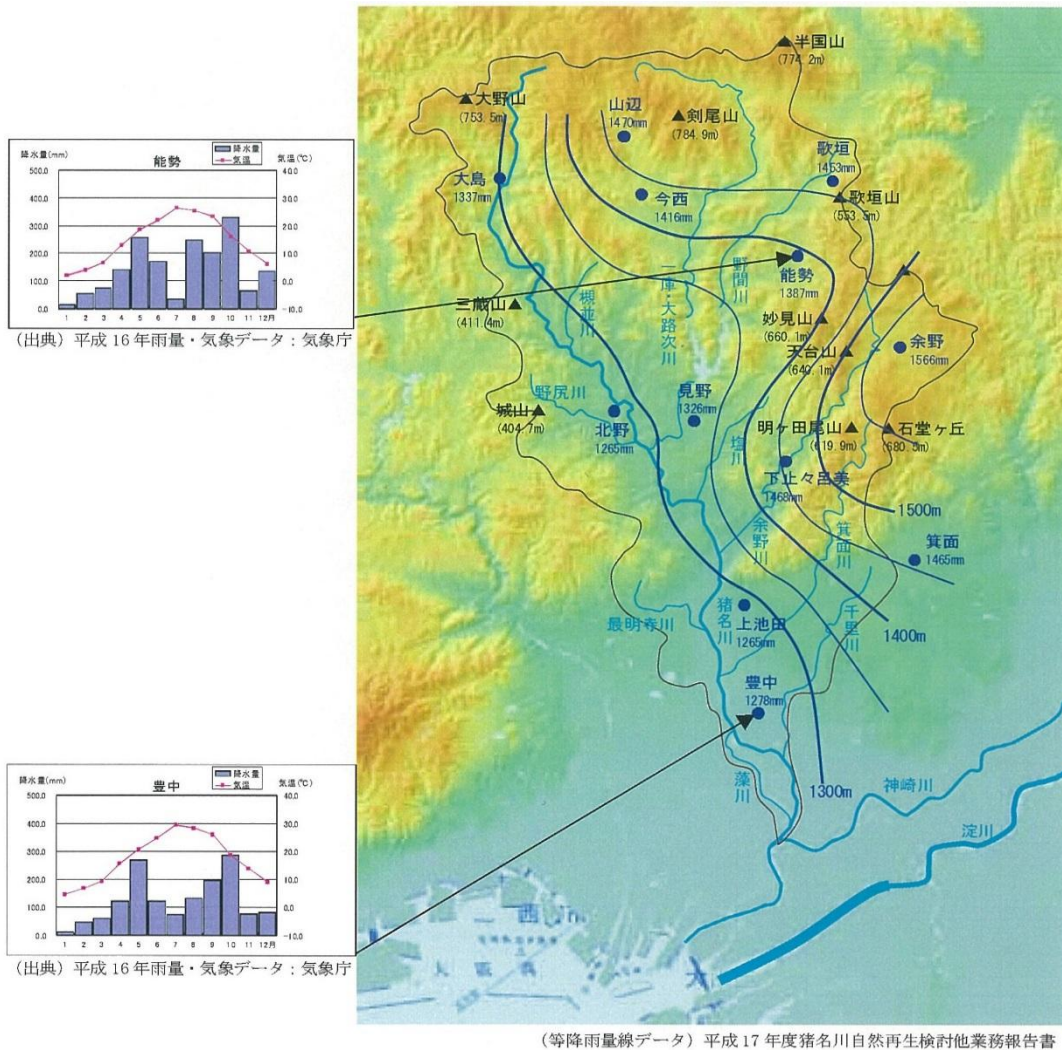 半国山
(774.2m)
大野山
(753.5m)
山辺
1470mm
剣尾山
(784.9m)
歌垣
1453mm
大島
1337mm
今西
1416mm
歌垣山
(553.5m)
能勢
1387mm
野間川
一庫・大路次川
槻並川
三蔵山
(411.4m)
妙見山
(660.1m)
天台山
(640.1m)
余野
1566mm
野尻川
城山
(404.7m)
北野
1265mm
見野
1326mm
塩川
明ヶ田尾山
(619.9m)
石堂ヶ丘
(680.5m)
下止々呂美
1468mm
1500m
余野川
箕面川
箕面
1465mm
猪名川
最明寺川
上池田
1265mm
千里川
1400m
豊中
1278mm
藻川
1300m
神崎川
淀川
降水量(mm)
能勢
降水量
気温
気温(℃)
500.0
400.0
300.0
200.0
100.0
0.0
40.0
30.0
20.0
10.0
0.0
-10.0
1 2 3 4 5 6 7 8 9 10 11 12月
(出典)平成16年雨量・気象データ:気象庁
降水量(mm)
豊中
降水量
気温
気温(℃)
500.0
400.0
300.0
200.0
100.0
0.0
40.0
30.0
20.0
10.0
0.0
-10.0
1 2 3 4 5 6 7 8 9 10 11 12月
(出典)平成16年雨量・気象データ:気象庁
(等降雨量線データ)平成17年度猪名川自然再生検討他業務報告書